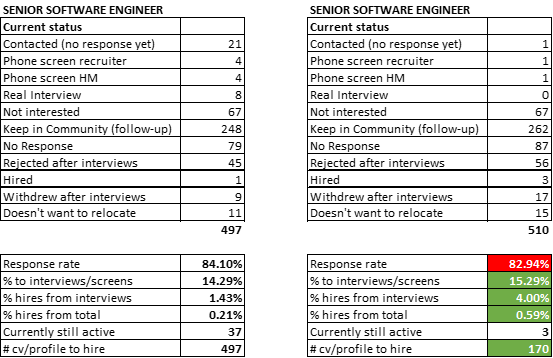 SENIOR SOFTWARE ENGINEER
Current status
Contacted (no response yet) 21
Phone screen recruiter 4
Phone screen HM 4
Real Interview 8
Not interested 67
Keep in Community (follow-up) 248
No Response 79
Rejected after interviews 45
Hired 1
Withdrew after interviews 9
Doesn't want to relocate 11
497
Response rate 84.10%
% to interviews/screens 14.29%
% hires from interviews 1.43%
% hires from total 0.21%
Currently still active 37
# cv/profile to hire 497
SENIOR SOFTWARE ENGINEER
Current status
Contacted (no response yet) 1
Phone screen recruiter 1
Phone screen HM 1
Real Interview 0
Not interested 67
Keep in Community (follow-up) 262
No Response 87
Rejected after interviews 56
Hired 3
Withdrew after interviews 17
Doesn't want to relocate 15
510
Response rate 82.94%
% to interviews/screens 15.29%
% hires from interviews 4.00%
% hires from total 0.59%
Currently still active 3
# cv/profile to hire 170